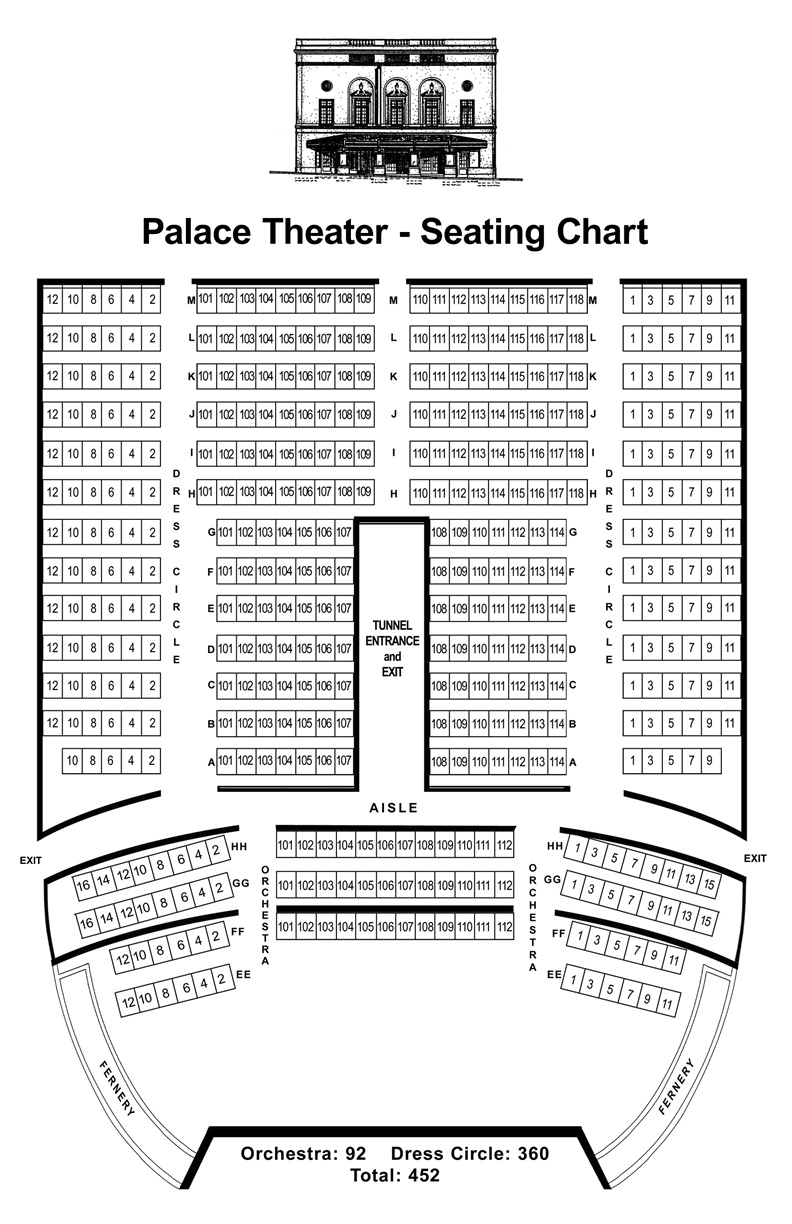 Palace Theater - Seating Chart
12 10 8 6 4 2 M 101 102 103 104 105 106 107 108 109 M 110 111 112 113 114 115 116 117 118 M 1 3 5 7 9 11
12 10 8 6 4 2 L 101 102 103 104 105 106 107 108 109 L 110 111 112 113 114 115 116 117 118 L 1 3 5 7 9 11
12 10 8 6 4 2 K 101 102 103 104 105 106 107 108 109 K 110 111 112 113 114 115 116 117 118 K 1 3 5 7 9 11
12 10 8 6 4 2 J 101 102 103 104 105 106 107 108 109 J 110 111 112 113 114 115 116 117 118 J 1 3 5 7 9 11
12 10 8 6 4 2 I 101 102 103 104 105 106 107 108 109 I 110 111 112 113 114 115 116 117 118 I 1 3 5 7 9 11
12 10 8 6 4 2 H 101 102 103 104 105 106 107 108 109 H 110 111 112 113 114 115 116 117 118 H 1 3 5 7 9 11
DRESS CIRCLE
DRESS CIRCLE
12 10 8 6 4 2 G 101 102 103 104 105 106 107 108 109 110 111 112 113 114 G 1 3 5 7 9 11
12 10 8 6 4 2 F 101 102 103 104 105 106 107 108 109 110 111 112 113 114 F 1 3 5 7 9 11
12 10 8 6 4 2 E 101 102 103 104 105 106 107 108 109 110 111 112 113 114 E 1 3 5 7 9 11
TUNNEL
ENTRANCE
and
EXIT
12 10 8 6 4 2 D 101 102 103 104 105 106 107 108 109 110 111 112 113 114 D 1 3 5 7 9 11
12 10 8 6 4 2 C 101 102 103 104 105 106 107 108 109 110 111 112 113 114 C 1 3 5 7 9 11
12 10 8 6 4 2 B 101 102 103 104 105 106 107 108 109 110 111 112 113 114 B 1 3 5 7 9 11
10 8 6 4 2 A 101 102 103 104 105 106 107 108 109 110 111 112 113 114 A 1 3 5 7 9
AISLE
EXIT
EXIT
16 14 12 10 8 6 4 2 HH 101 102 103 104 105 106 107 108 109 110 111 112 HH 1 3 5 7 9 11 13 15
16 14 12 10 8 6 4 2 GG 101 102 103 104 105 106 107 108 109 110 111 112 GG 1 3 5 7 9 11 13 15
ORCHESTRA
ORCHESTRA
12 10 8 6 4 2 FF 101 102 103 104 105 106 107 108 109 110 111 112 FF 1 3 5 7 9 11
12 10 8 6 4 2 EE EE 1 3 5 7 9 11
FERNERY
FERNERY
Orchestra: 92 Dress Circle: 360
Total: 452